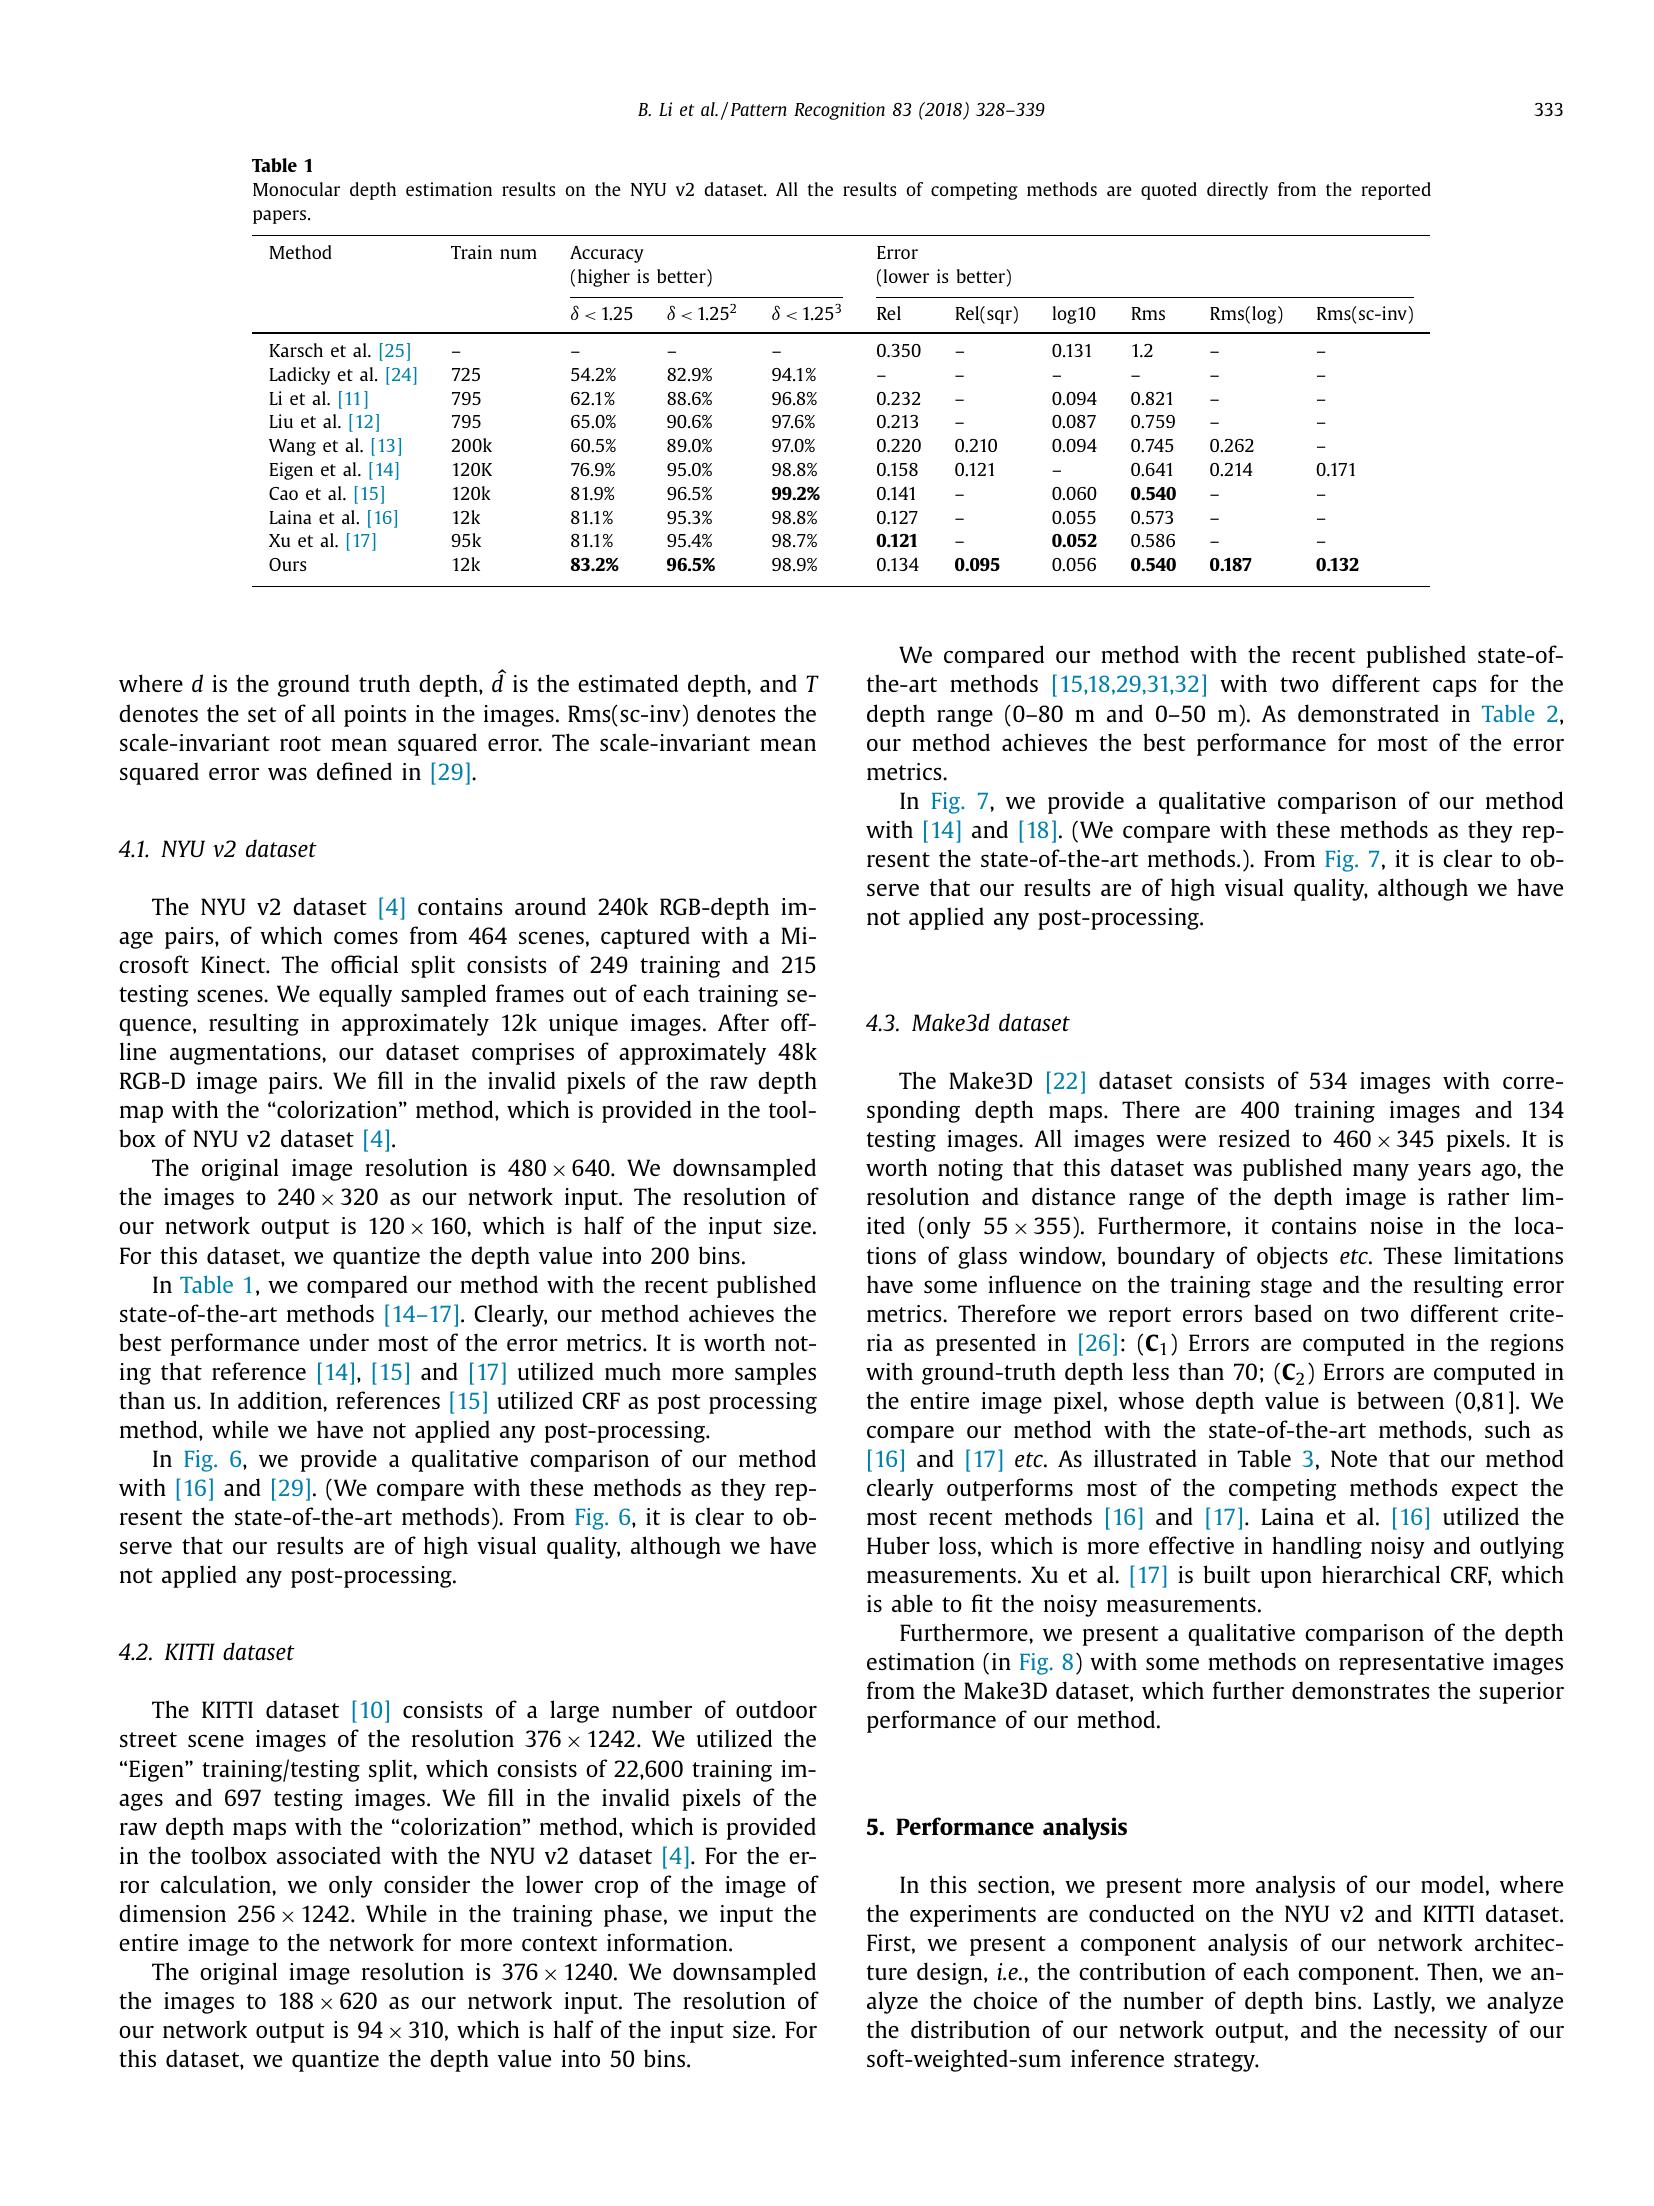 B. Li et al. / Pattern Recognition 83 (2018) 328–339 333
Table 1
Monocular depth estimation results on the NYU v2 dataset. All the results of competing methods are quoted directly from the reported
papers.
Method Train num Accuracy Error
(higher is better) (lower is better)
δ < 1.25 δ < 1.25² δ < 1.25³ Rel Rel(sqr) log10 Rms Rms(log) Rms(sc-inv)
Karsch et al. [25] – – – – 0.350 – 0.131 1.2 – –
Ladicky et al. [24] 725 54.2% 82.9% 94.1% – – – – – –
Li et al. [11] 795 62.1% 88.6% 96.8% 0.232 – 0.094 0.821 – –
Liu et al. [12] 795 65.0% 90.6% 97.6% 0.213 – 0.087 0.759 – –
Wang et al. [13] 200k 60.5% 89.0% 97.0% 0.220 0.210 0.094 0.745 0.262 –
Eigen et al. [14] 120K 76.9% 95.0% 98.8% 0.158 0.121 – 0.641 0.214 0.171
Cao et al. [15] 120k 81.9% 96.5% 99.2% 0.141 – 0.060 0.540 – –
Laina et al. [16] 12k 81.1% 95.3% 98.8% 0.127 – 0.055 0.573 – –
Xu et al. [17] 95k 81.1% 95.4% 98.7% 0.121 – 0.052 0.586 – –
Ours 12k 83.2% 96.5% 98.9% 0.134 0.095 0.056 0.540 0.187 0.132
where d is the ground truth depth, d̂ is the estimated depth, and T
denotes the set of all points in the images. Rms(sc-inv) denotes the
scale-invariant root mean squared error. The scale-invariant mean
squared error was defined in [29].
4.1. NYU v2 dataset
The NYU v2 dataset [4] contains around 240k RGB-depth im-
age pairs, of which comes from 464 scenes, captured with a Mi-
crosoft Kinect. The official split consists of 249 training and 215
testing scenes. We equally sampled frames out of each training se-
quence, resulting in approximately 12k unique images. After off-
line augmentations, our dataset comprises of approximately 48k
RGB-D image pairs. We fill in the invalid pixels of the raw depth
map with the “colorization” method, which is provided in the tool-
box of NYU v2 dataset [4].
The original image resolution is 480 × 640. We downsampled
the images to 240 × 320 as our network input. The resolution of
our network output is 120 × 160, which is half of the input size.
For this dataset, we quantize the depth value into 200 bins.
In Table 1, we compared our method with the recent published
state-of-the-art methods [14–17]. Clearly, our method achieves the
best performance under most of the error metrics. It is worth not-
ing that reference [14], [15] and [17] utilized much more samples
than us. In addition, references [15] utilized CRF as post processing
method, while we have not applied any post-processing.
In Fig. 6, we provide a qualitative comparison of our method
with [16] and [29]. (We compare with these methods as they rep-
resent the state-of-the-art methods). From Fig. 6, it is clear to ob-
serve that our results are of high visual quality, although we have
not applied any post-processing.
4.2. KITTI dataset
The KITTI dataset [10] consists of a large number of outdoor
street scene images of the resolution 376 × 1242. We utilized the
“Eigen” training/testing split, which consists of 22,600 training im-
ages and 697 testing images. We fill in the invalid pixels of the
raw depth maps with the “colorization” method, which is provided
in the toolbox associated with the NYU v2 dataset [4]. For the er-
ror calculation, we only consider the lower crop of the image of
dimension 256 × 1242. While in the training phase, we input the
entire image to the network for more context information.
The original image resolution is 376 × 1240. We downsampled
the images to 188 × 620 as our network input. The resolution of
our network output is 94 × 310, which is half of the input size. For
this dataset, we quantize the depth value into 50 bins.
We compared our method with the recent published state-of-
the-art methods [15,18,29,31,32] with two different caps for the
depth range (0–80 m and 0–50 m). As demonstrated in Table 2,
our method achieves the best performance for most of the error
metrics.
In Fig. 7, we provide a qualitative comparison of our method
with [14] and [18]. (We compare with these methods as they rep-
resent the state-of-the-art methods.). From Fig. 7, it is clear to ob-
serve that our results are of high visual quality, although we have
not applied any post-processing.
4.3. Make3d dataset
The Make3D [22] dataset consists of 534 images with corre-
sponding depth maps. There are 400 training images and 134
testing images. All images were resized to 460 × 345 pixels. It is
worth noting that this dataset was published many years ago, the
resolution and distance range of the depth image is rather lim-
ited (only 55 × 355). Furthermore, it contains noise in the loca-
tions of glass window, boundary of objects etc. These limitations
have some influence on the training stage and the resulting error
metrics. Therefore we report errors based on two different crite-
ria as presented in [26]: (C₁) Errors are computed in the regions
with ground-truth depth less than 70; (C₂) Errors are computed in
the entire image pixel, whose depth value is between (0,81]. We
compare our method with the state-of-the-art methods, such as
[16] and [17] etc. As illustrated in Table 3, Note that our method
clearly outperforms most of the competing methods expect the
most recent methods [16] and [17]. Laina et al. [16] utilized the
Huber loss, which is more effective in handling noisy and outlying
measurements. Xu et al. [17] is built upon hierarchical CRF, which
is able to fit the noisy measurements.
Furthermore, we present a qualitative comparison of the depth
estimation (in Fig. 8) with some methods on representative images
from the Make3D dataset, which further demonstrates the superior
performance of our method.
5. Performance analysis
In this section, we present more analysis of our model, where
the experiments are conducted on the NYU v2 and KITTI dataset.
First, we present a component analysis of our network architec-
ture design, i.e., the contribution of each component. Then, we an-
alyze the choice of the number of depth bins. Lastly, we analyze
the distribution of our network output, and the necessity of our
soft-weighted-sum inference strategy.